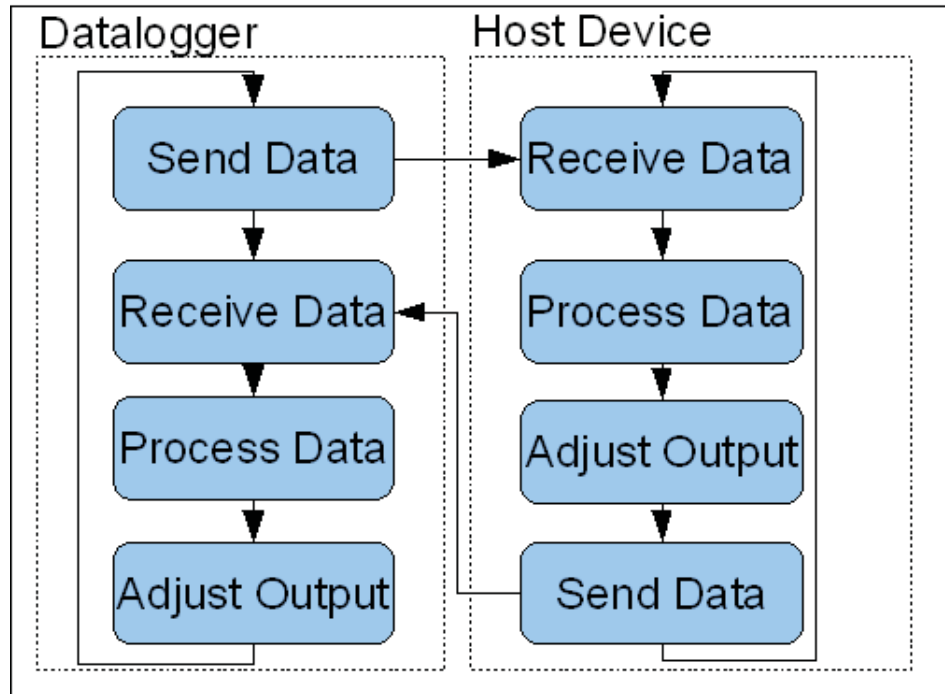 Datalogger
Send Data
Receive Data
Process Data
Adjust Output
Host Device
Receive Data
Process Data
Adjust Output
Send Data